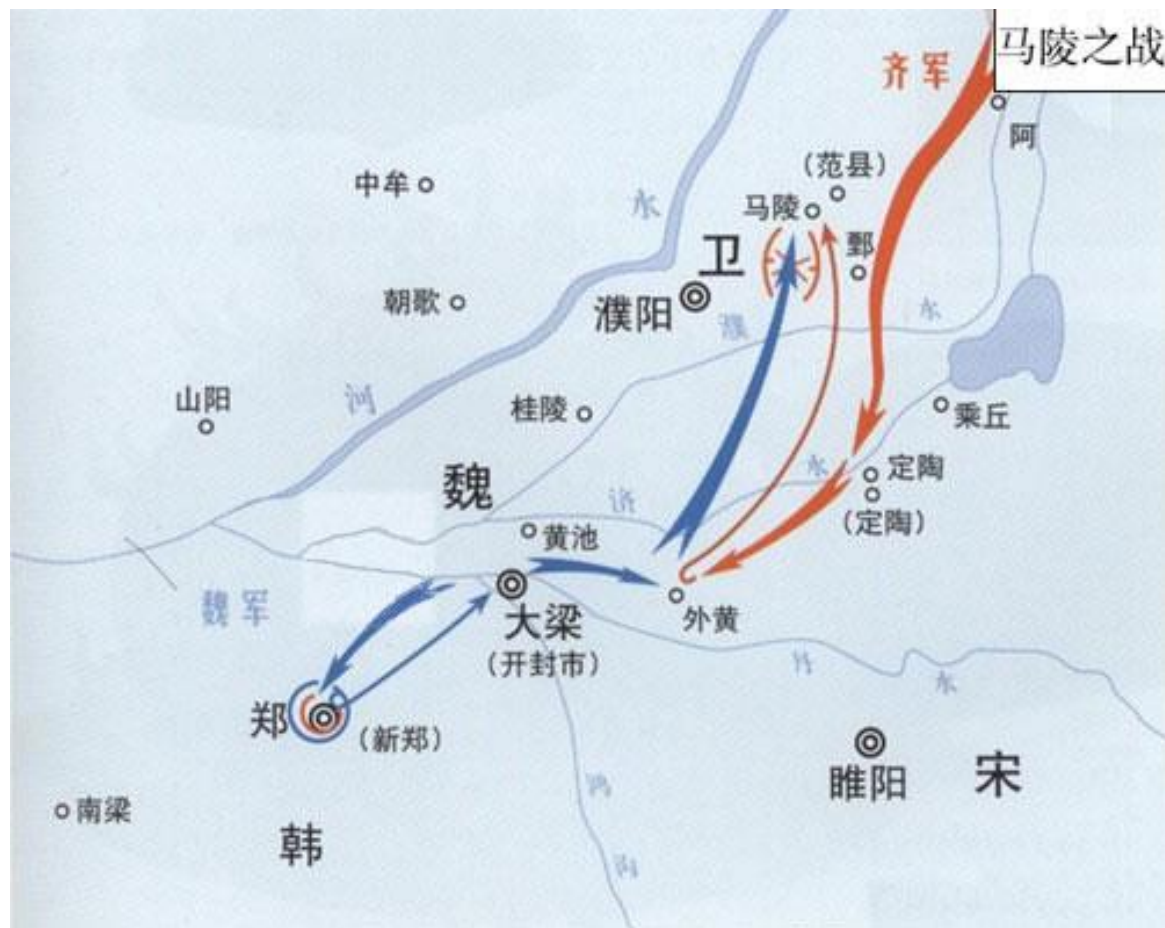 马陵之战
齐军
阿
(范县)
中牟
马陵
水
卫
鄄
朝歌
濮阳
濮
水
河
山阳
桂陵
乘丘
魏
水
定陶
济
(定陶)
黄池
魏军
大梁
外黄
(开封市)
丹
水
郑
(新郑)
睢阳
宋
南梁
鸿
韩
沟